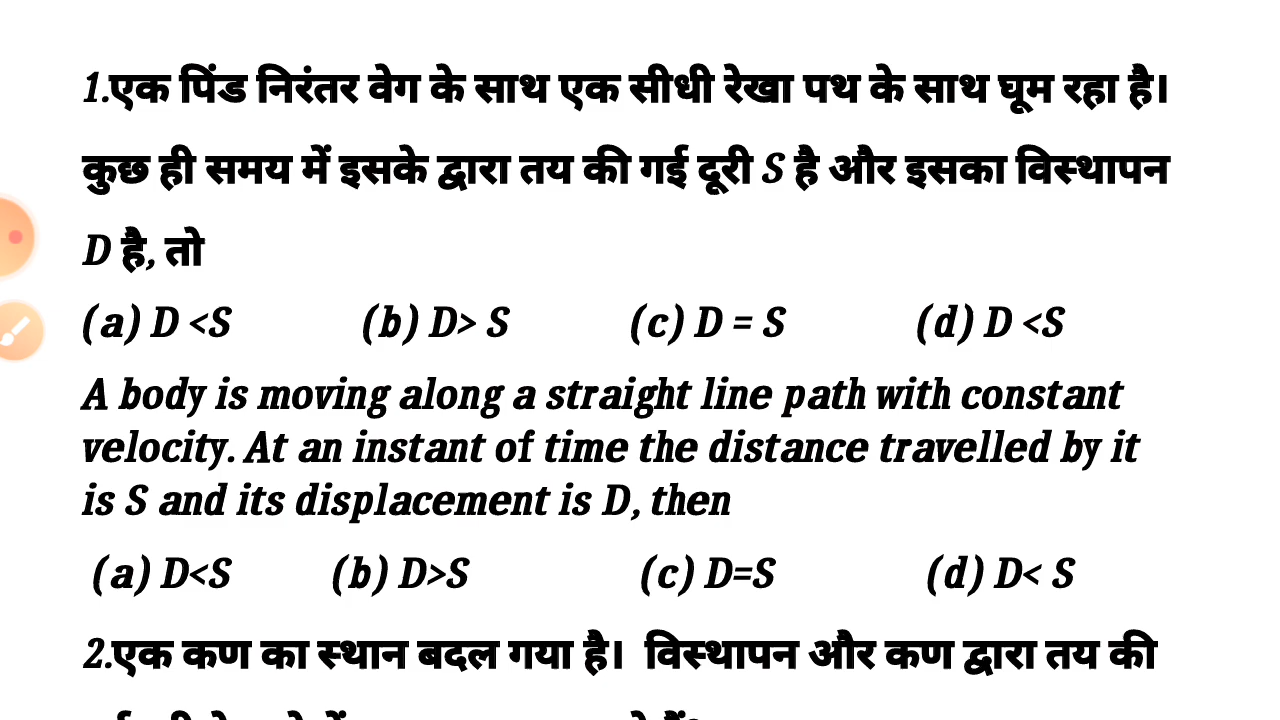 1.एक पिंड निरंतर वेग के साथ एक सीधी रेखा पथ के साथ घूम रहा है।
कुछ ही समय में इसके द्वारा तय की गई दूरी S है और इसका विस्थापन
D है, तो
(a) D <S (b) D> S (c) D = S (d) D <S
A body is moving along a straight line path with constant
velocity. At an instant of time the distance travelled by it
is S and its displacement is D, then
(a) D<S (b) D>S (c) D=S (d) D< S
2.एक कण का स्थान बदल गया है। विस्थापन और कण द्वारा तय की